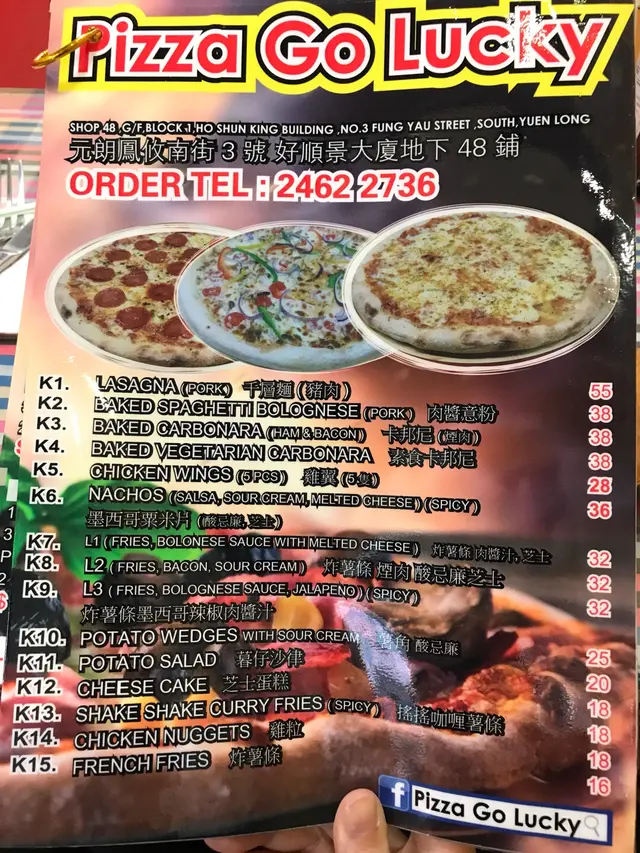 Pizza Go Lucky
SHOP 48 ,G/F,BLOCK 1,HO SHUN KING BUILDING ,NO.3 FUNG YAU STREET ,SOUTH,YUEN LONG
元朗鳳攸南街 3 號 好順景大廈地下 48 鋪
ORDER TEL : 2462 2736
K1. LASAGNA (PORK) 千層麵 (豬肉) 55
K2. BAKED SPAGHETTI BOLOGNESE (PORK) 肉醬意粉 38
K3. BAKED CARBONARA (HAM & BACON) 卡邦尼 (煙肉) 38
K4. BAKED VEGETARIAN CARBONARA 素食卡邦尼 38
K5. CHICKEN WINGS (5 PCS) 雞翼 (5 隻) 28
K6. NACHOS (SALSA, SOUR CREAM, MELTED CHEESE) (SPICY) 36
墨西哥粟米片 (酸忌廉, 芝士)
K7. L1 (FRIES, BOLONESE SAUCE WITH MELTED CHEESE) 炸薯條 肉醬汁, 芝士 32
K8. L2 ( FRIES, BACON, SOUR CREAM ) 炸薯條 煙肉 酸忌廉芝士 32
K9. L3 ( FRIES, BOLOGNESE SAUCE, JALAPENO) (SPICY) 32
炸薯條墨西哥辣椒肉醬汁
K10. POTATO WEDGES WITH SOUR CREAM 薯角 酸忌廉 25
K11. POTATO SALAD 薯仔沙津 20
K12. CHEESE CAKE 芝士蛋糕 18
K13. SHAKE SHAKE CURRY FRIES (SPICY) 搖搖咖喱薯條 18
K14. CHICKEN NUGGETS 雞粒 18
K15. FRENCH FRIES 炸薯條 16
f Pizza Go Lucky